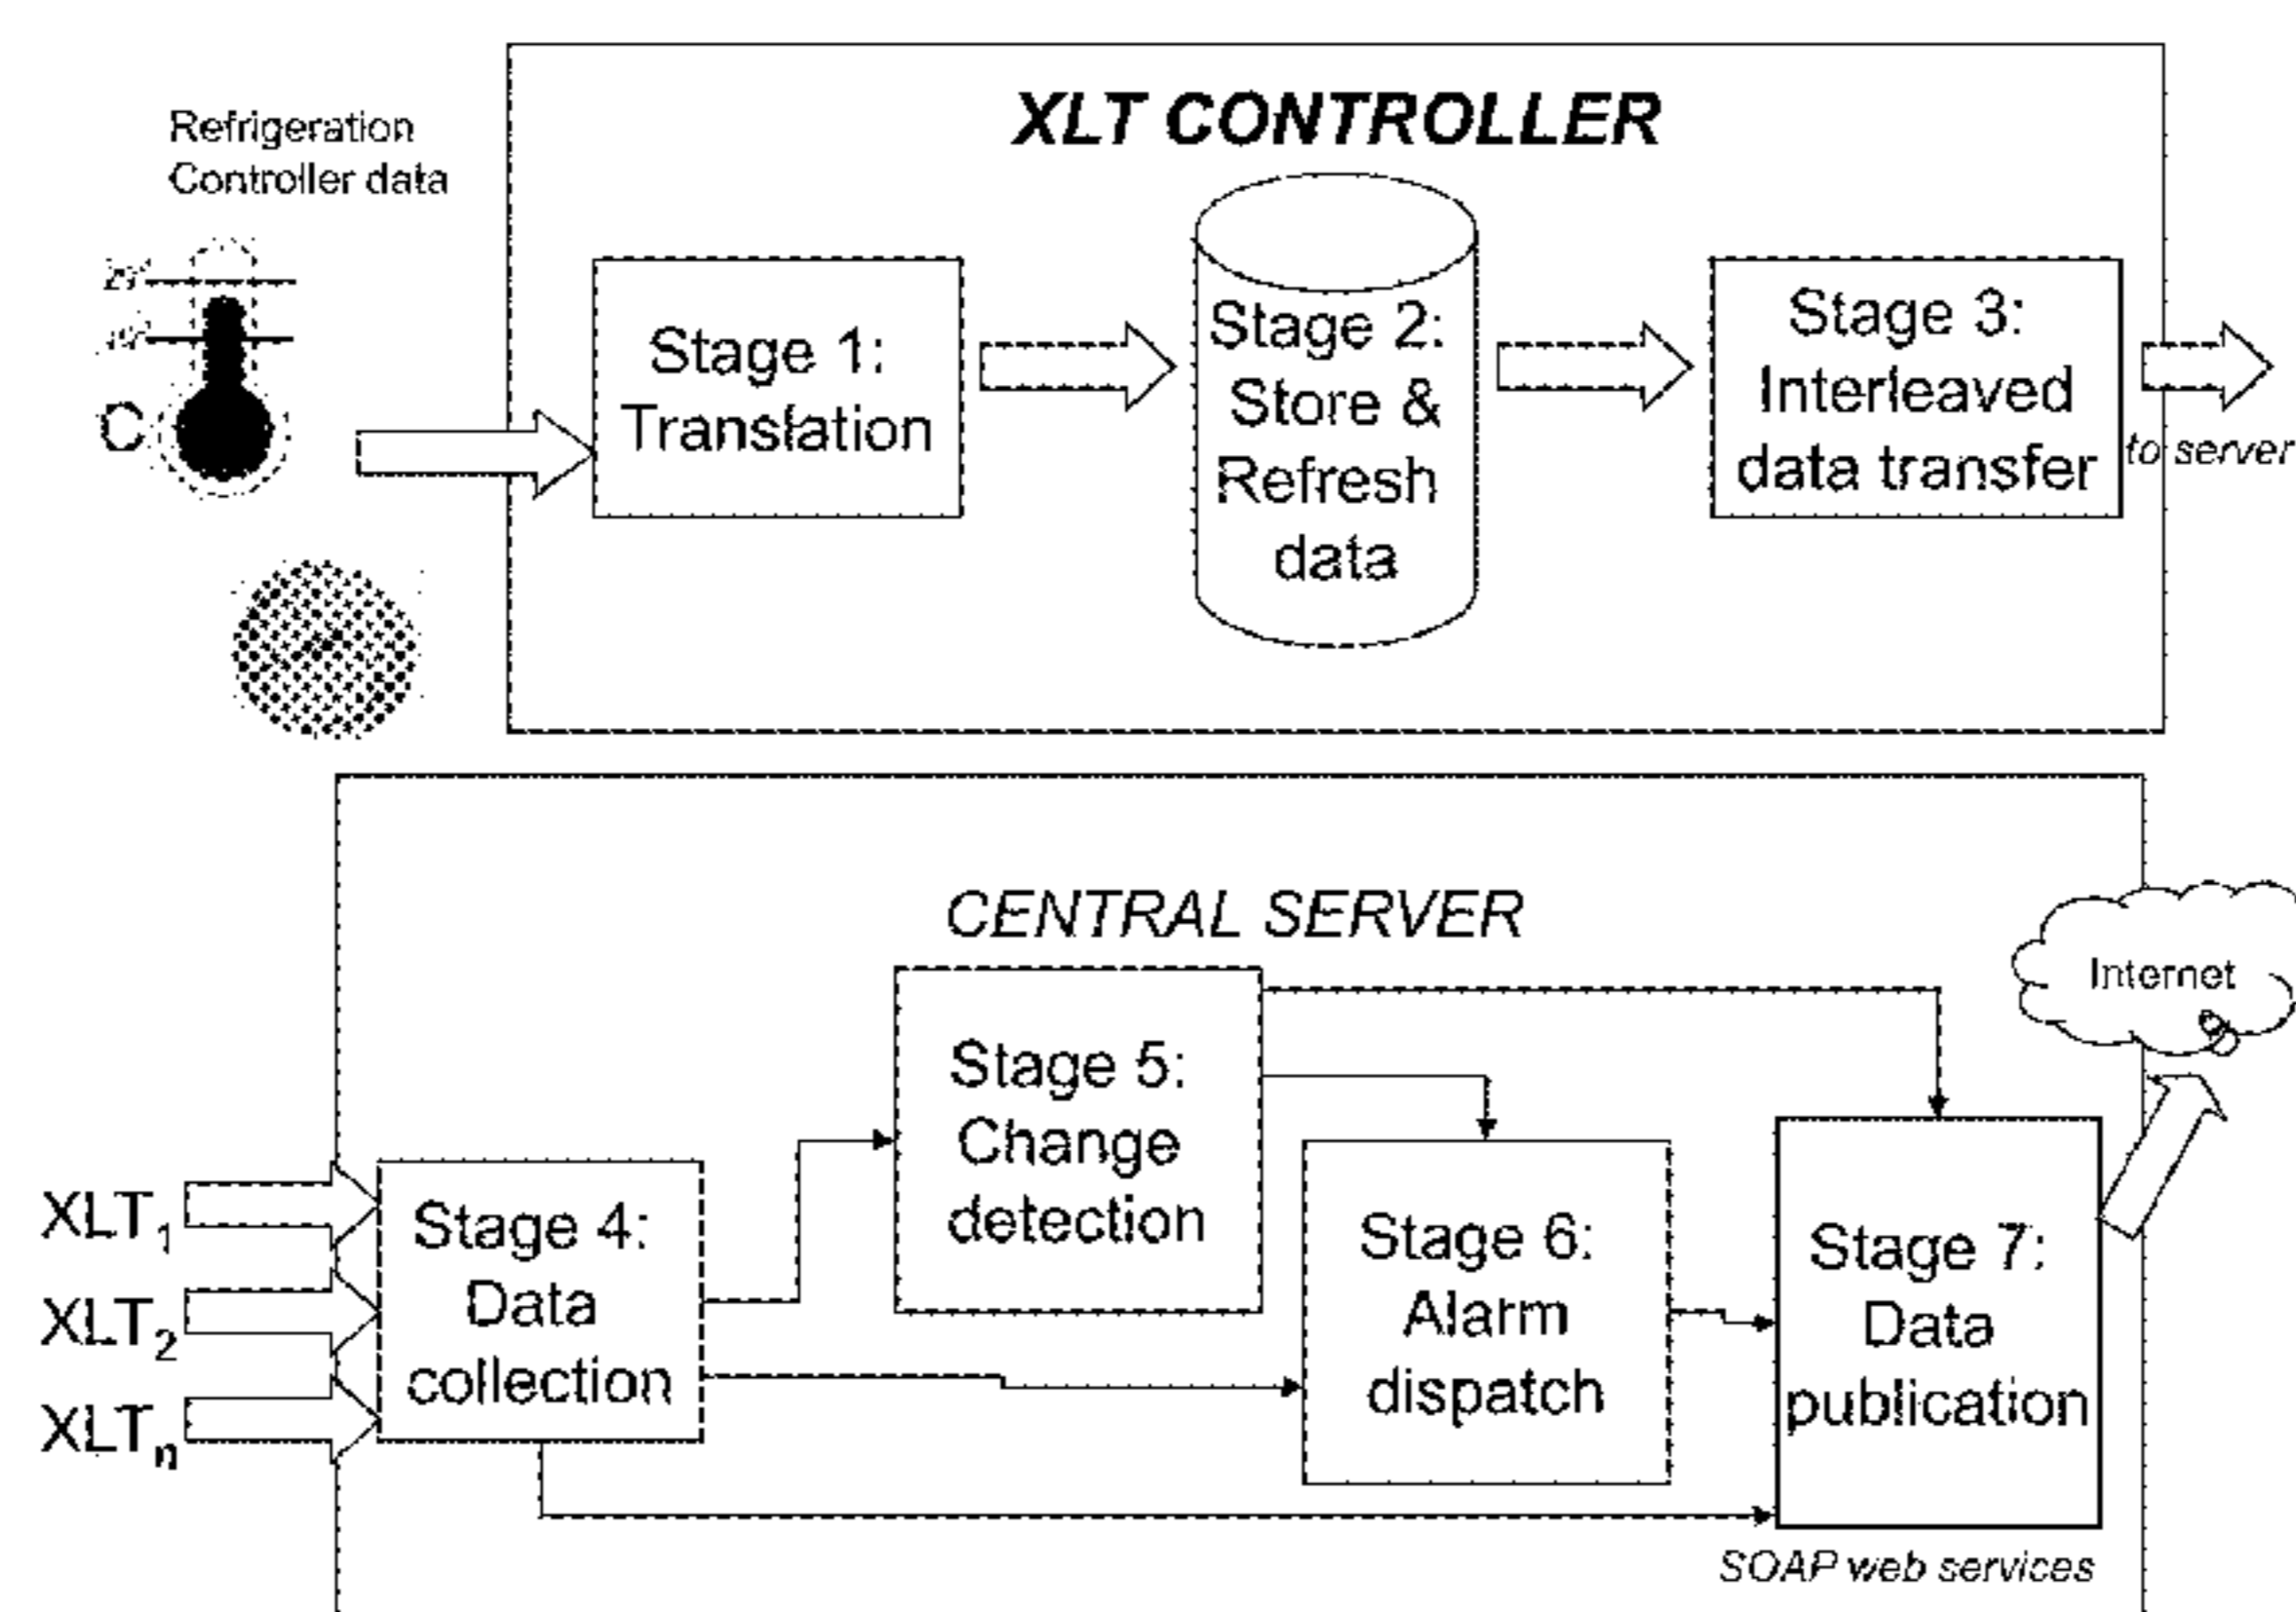 XLT CONTROLLER
Refrigeration
Controller data
C
Stage 1:
Translation
Stage 2:
Store &
Refresh
data
Stage 3:
Interleaved
data transfer
to server
CENTRAL SERVER
Internet
XLT1
XLT2
XLTn
Stage 4:
Data
collection
Stage 5:
Change
detection
Stage 6:
Alarm
dispatch
Stage 7:
Data
publication
SOAP web services